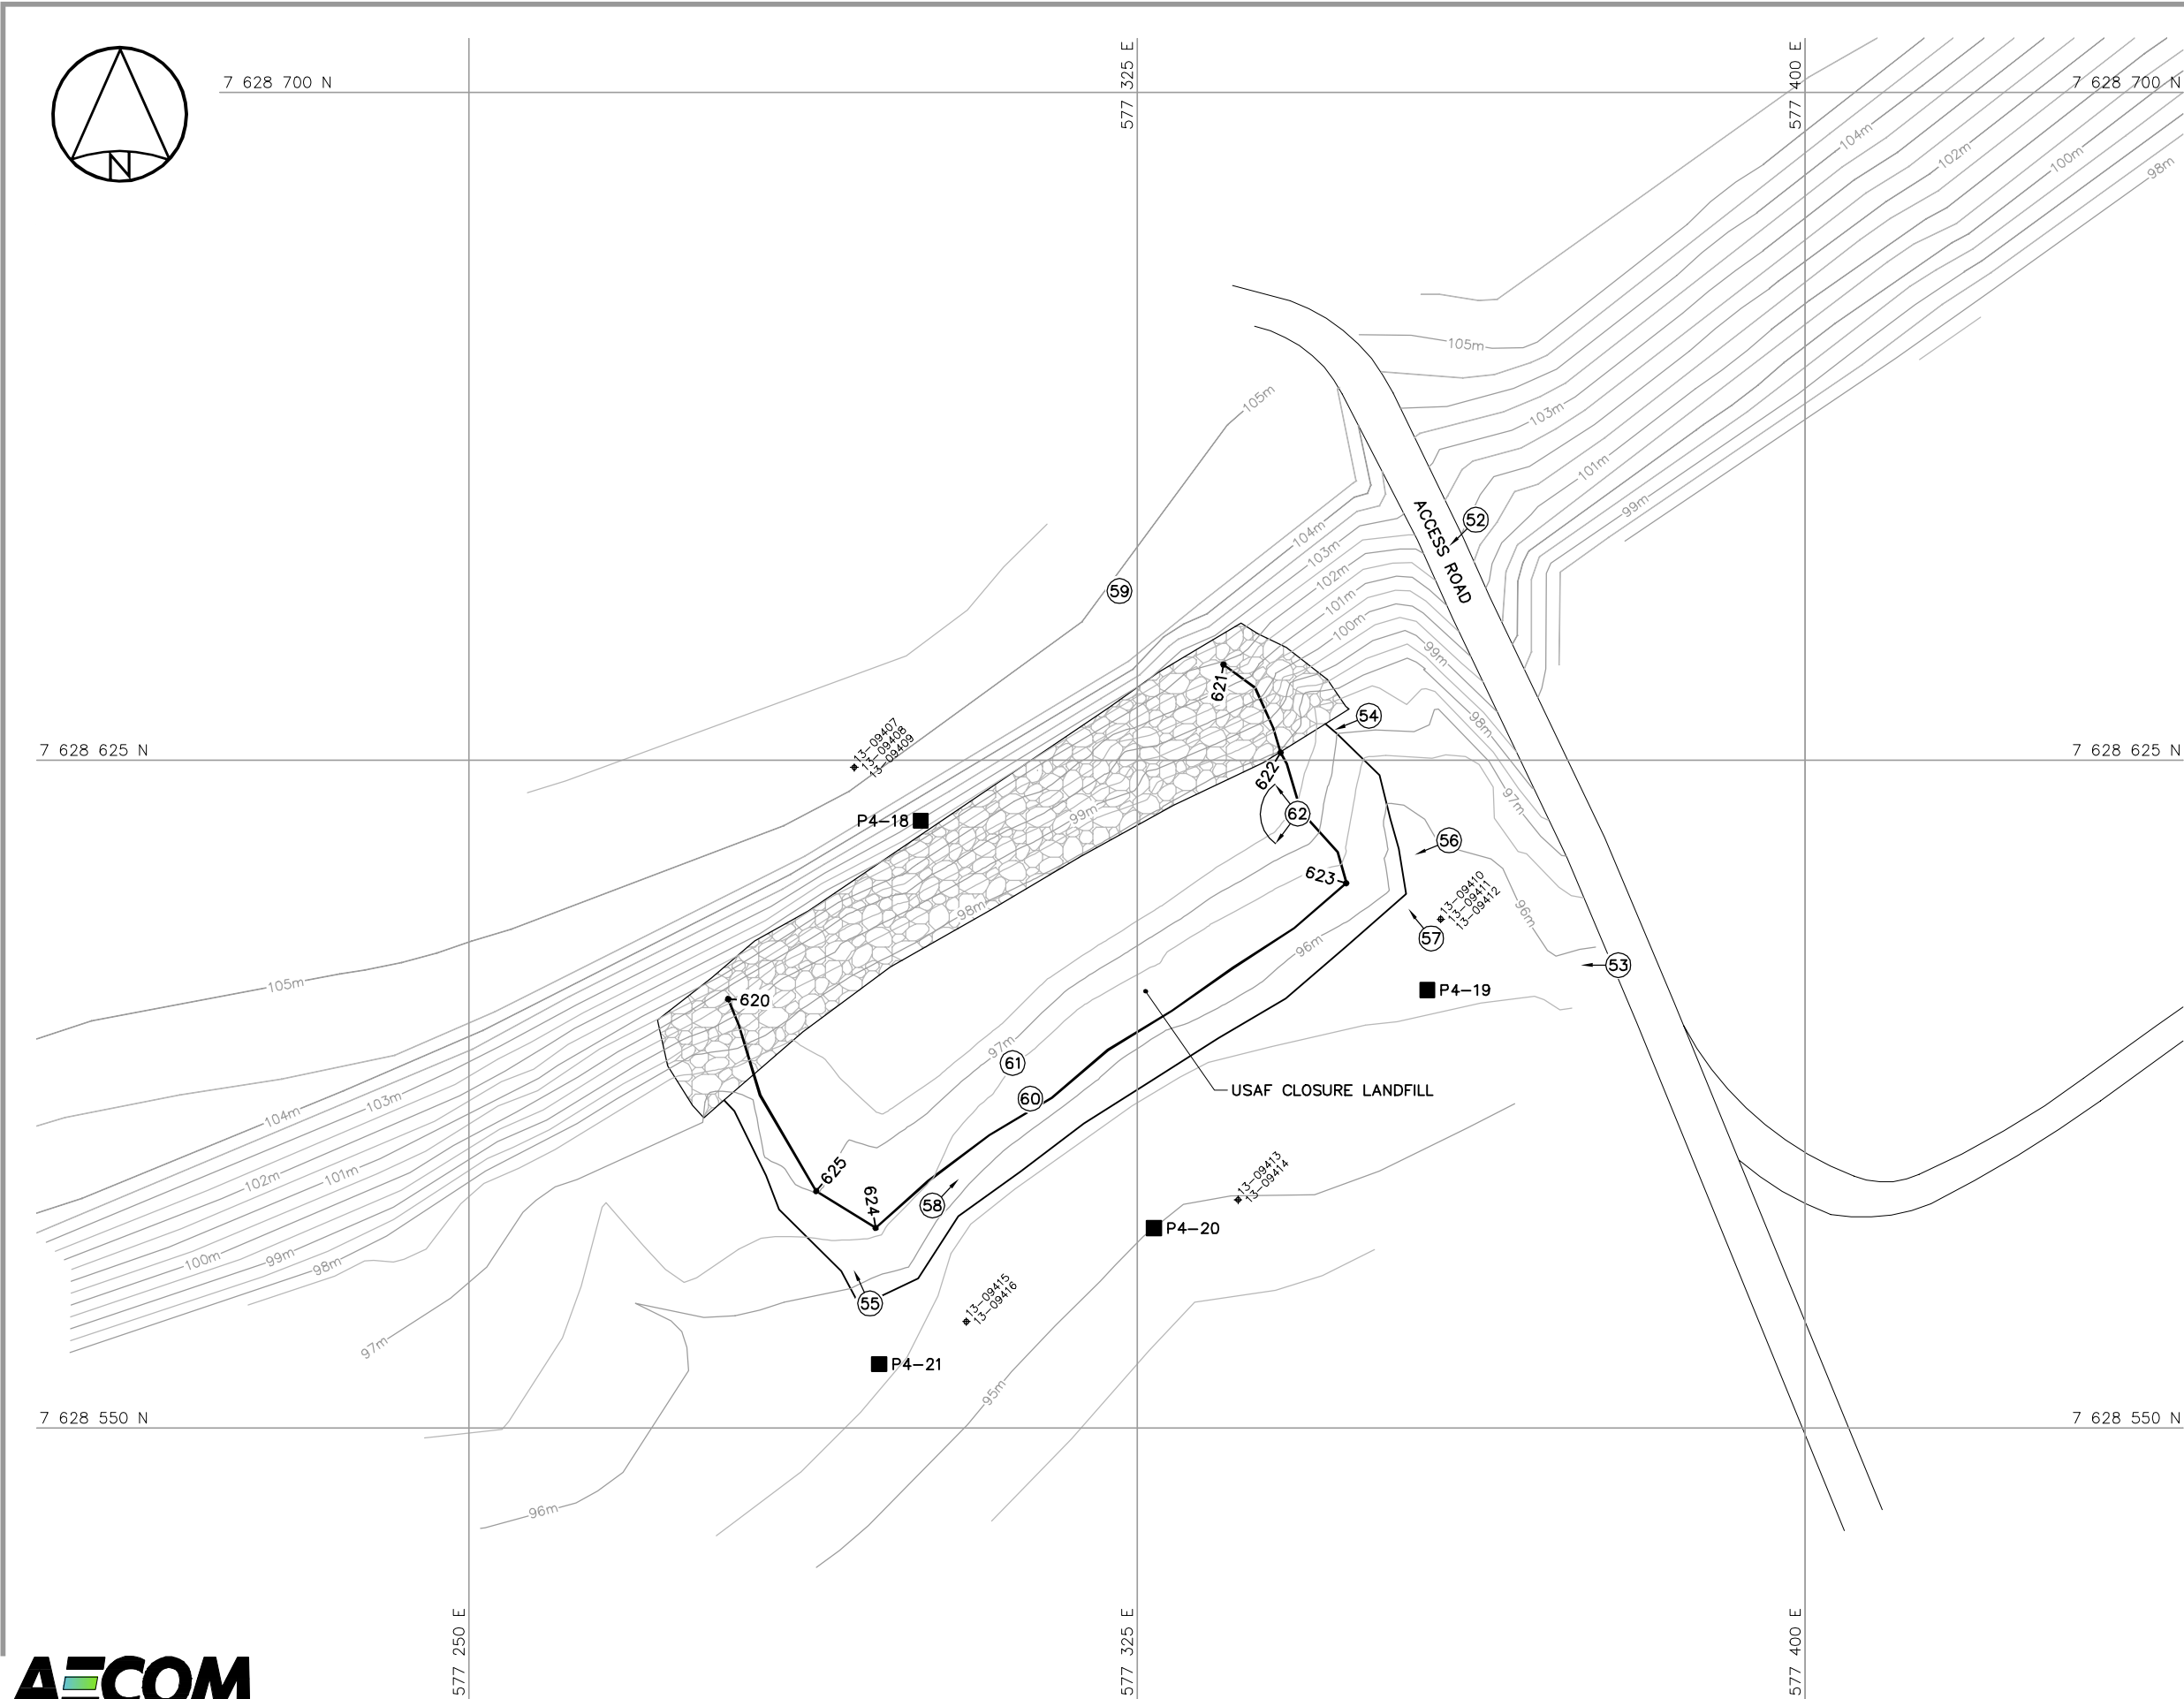 577 325 E
577 400 E
7 628 700 N
7 628 700 N
N
104m
102m
100m
98m
105m
105m
103m
101m
99m
ACCESS ROAD
52
104m
103m
102m
101m
100m
99m
98m
97m
59
621
54
13-09407
13-09408
13-09409
7 628 625 N
7 628 625 N
622
62
P4-18
99m
56
623
13-09410
13-09411
13-09412
96m
98m
57
96m
53
105m
620
P4-19
97m
61
60
USAF CLOSURE LANDFILL
104m
103m
102m
101m
100m
99m
98m
625
624
58
13-09413
13-09414
P4-20
55
13-09415
13-09416
97m
P4-21
95m
7 628 550 N
7 628 550 N
96m
577 250 E
577 325 E
577 400 E
AECOM